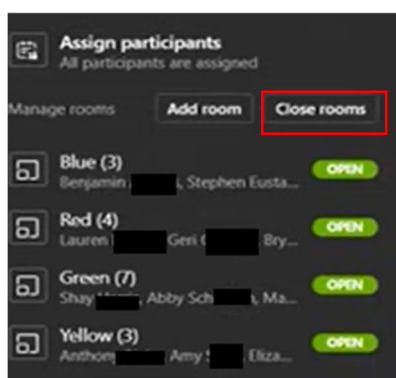 Assign participants
All participants are assigned
Manage rooms Add room Close rooms
Blue (3) OPEN
Benjamin , Stephen Eusta...
Red (4) OPEN
Lauren Geri Bry...
Green (7) OPEN
Shay , Abby Sch , Ma...
Yellow (3) OPEN
Anthony Amy Eliza...